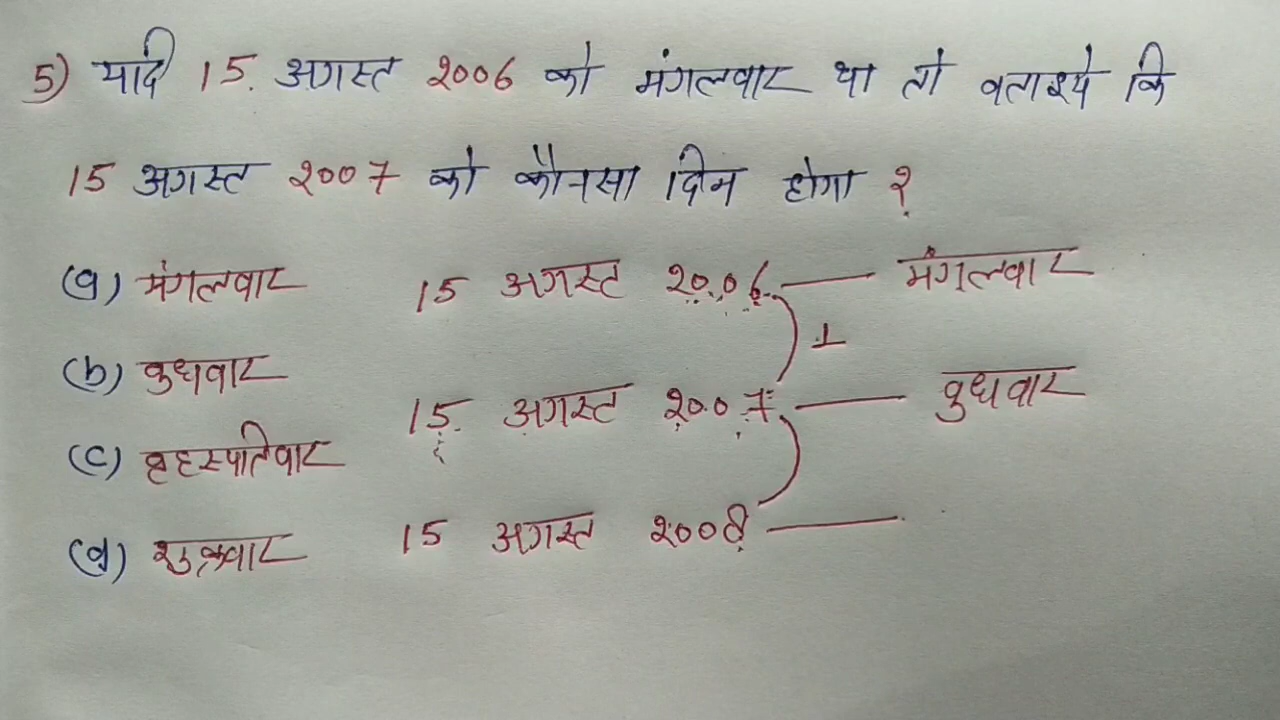 5) यदि 15 अगस्त 2006 को मंगलवार था तो बताइये कि
15 अगस्त 2007 को कौनसा दिन होगा ?
(a) मंगलवार
(b) बुधवार
(c) बृहस्पतिवार
(d) शुक्रवार
15 अगस्त 2006 — मंगलवार
1
15 अगस्त 2007 — बुधवार
15 अगस्त 2008 —